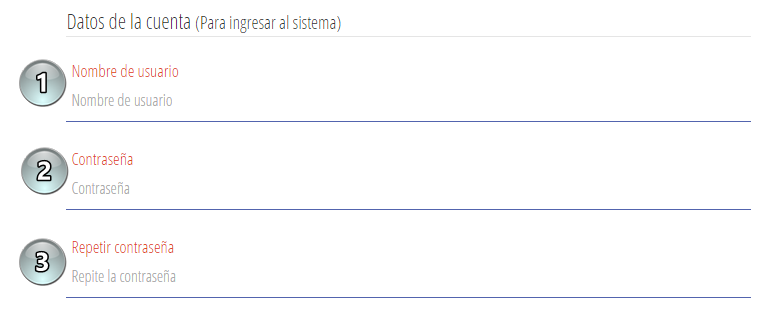 Datos de la cuenta (Para ingresar al sistema)
1
Nombre de usuario
Nombre de usuario
2
Contraseña
Contraseña
3
Repetir contraseña
Repite la contraseña